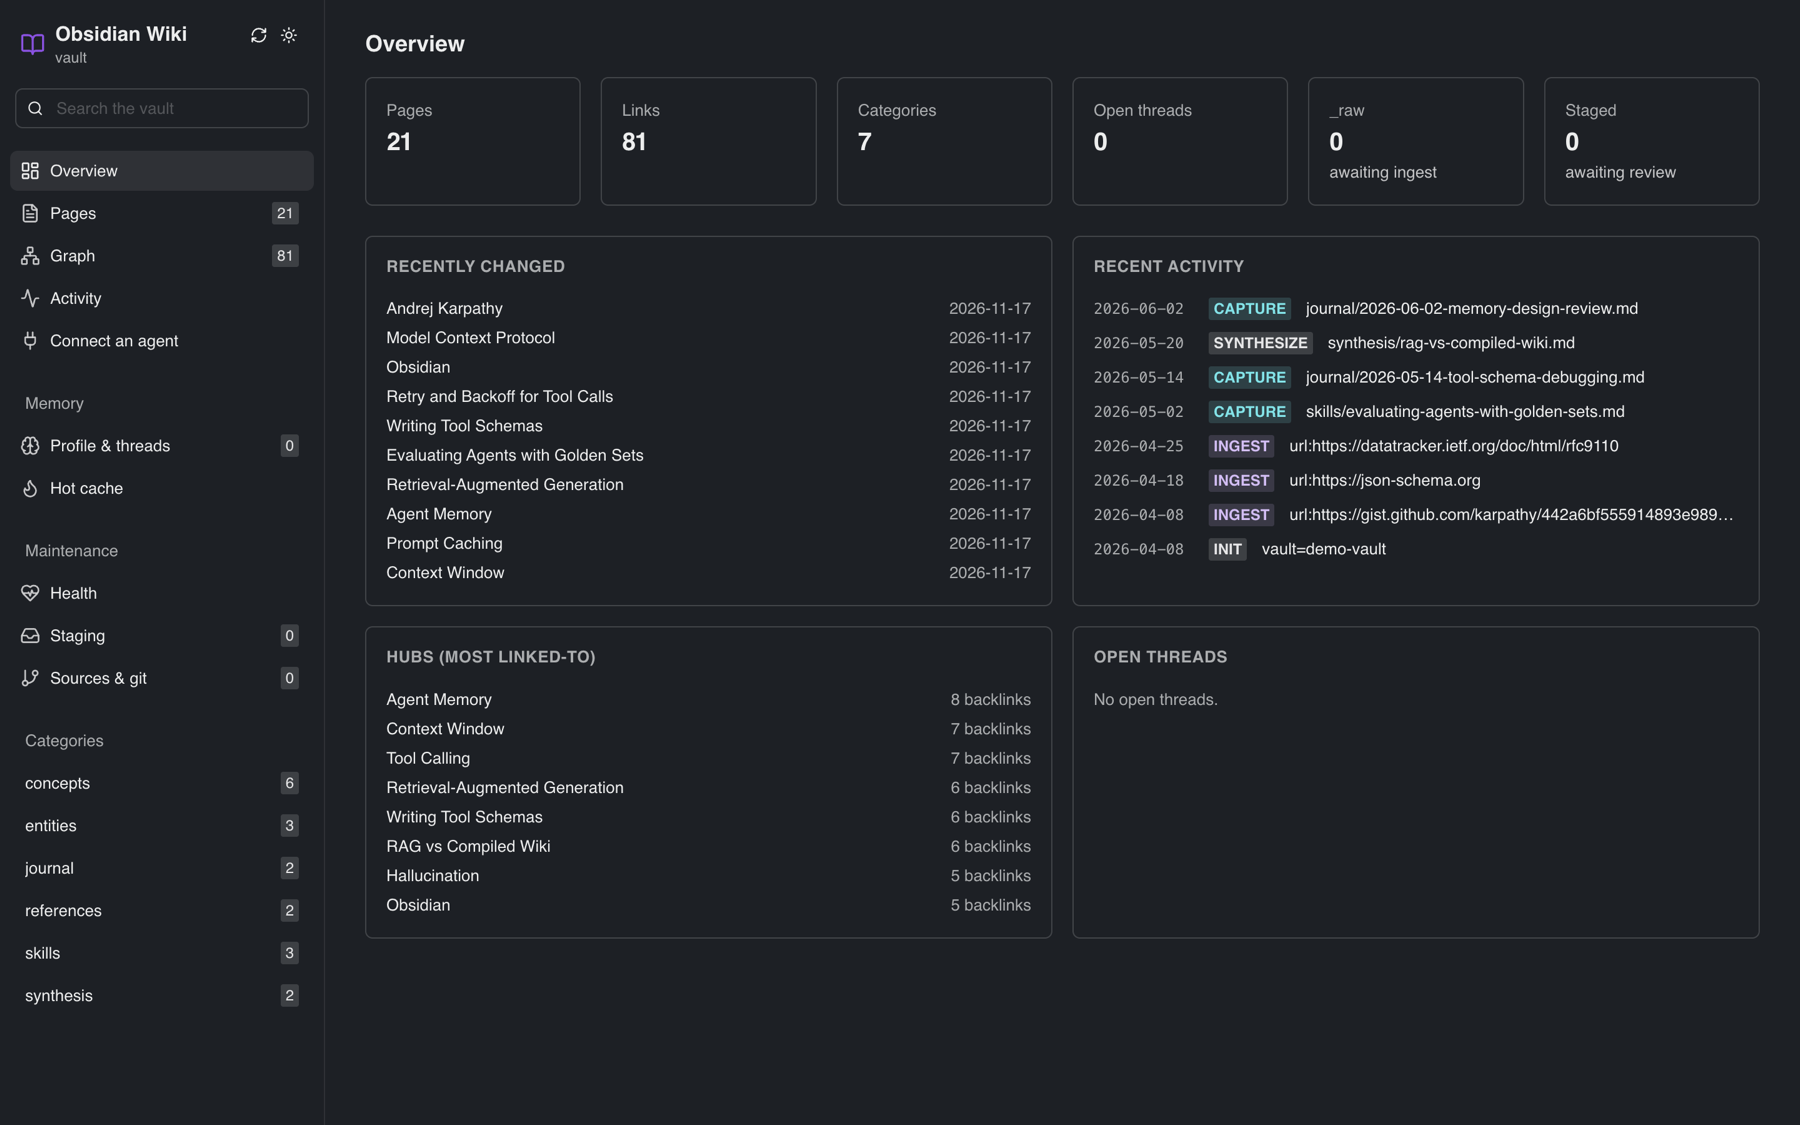 Obsidian Wiki
vault
Search the vault
Overview
Pages 21
Graph 81
Activity
Connect an agent
Memory
Profile & threads 0
Hot cache
Maintenance
Health
Staging 0
Sources & git 0
Categories
concepts 6
entities 3
journal 2
references 2
skills 3
synthesis 2
Overview
Pages
21
Links
81
Categories
7
Open threads
0
_raw
0
awaiting ingest
Staged
0
awaiting review
RECENTLY CHANGED
Andrej Karpathy 2026-11-17
Model Context Protocol 2026-11-17
Obsidian 2026-11-17
Retry and Backoff for Tool Calls 2026-11-17
Writing Tool Schemas 2026-11-17
Evaluating Agents with Golden Sets 2026-11-17
Retrieval-Augmented Generation 2026-11-17
Agent Memory 2026-11-17
Prompt Caching 2026-11-17
Context Window 2026-11-17
RECENT ACTIVITY
2026-06-02 CAPTURE journal/2026-06-02-memory-design-review.md
2026-05-20 SYNTHESIZE synthesis/rag-vs-compiled-wiki.md
2026-05-14 CAPTURE journal/2026-05-14-tool-schema-debugging.md
2026-05-02 CAPTURE skills/evaluating-agents-with-golden-sets.md
2026-04-25 INGEST url:https://datatracker.ietf.org/doc/html/rfc9110
2026-04-18 INGEST url:https://json-schema.org
2026-04-08 INGEST url:https://gist.github.com/karpathy/442a6bf555914893e989…
2026-04-08 INIT vault=demo-vault
HUBS (MOST LINKED-TO)
Agent Memory 8 backlinks
Context Window 7 backlinks
Tool Calling 7 backlinks
Retrieval-Augmented Generation 6 backlinks
Writing Tool Schemas 6 backlinks
RAG vs Compiled Wiki 6 backlinks
Hallucination 5 backlinks
Obsidian 5 backlinks
OPEN THREADS
No open threads.